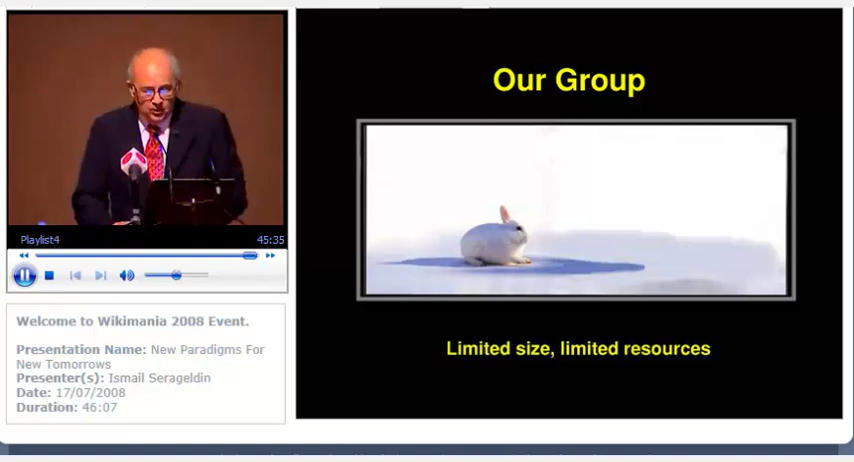 Playlist4 45:35
Welcome to Wikimania 2008 Event.
Presentation Name: New Paradigms For
New Tomorrows
Presenter(s): Ismail Serageldin
Date: 17/07/2008
Duration: 46:07
Our Group
Limited size, limited resources